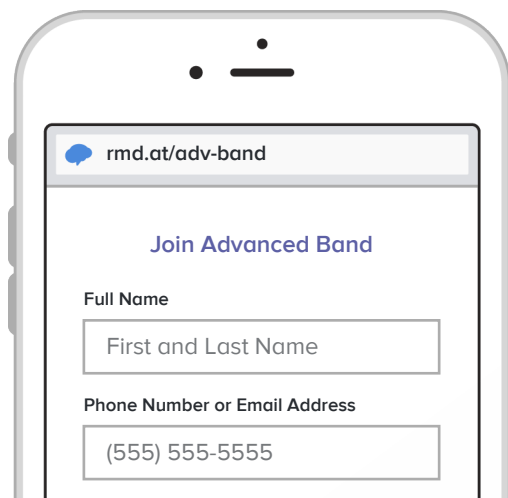 rmd.at/adv-band
Join Advanced Band
Full Name
First and Last Name
Phone Number or Email Address
(555) 555-5555